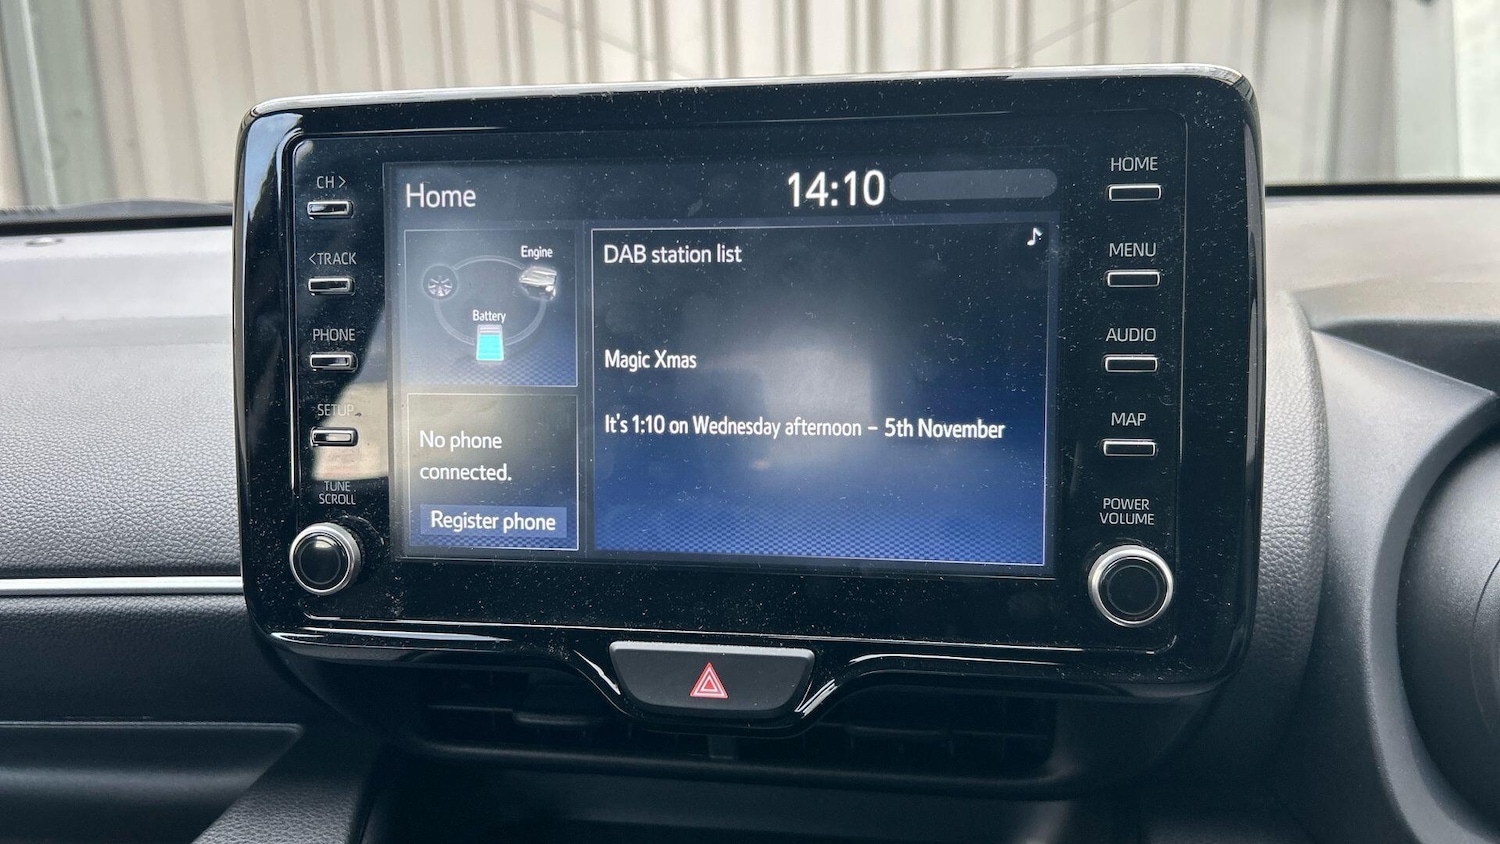 CH >
<TRACK
PHONE
SETUP
TUNE
SCROLL
Home
14:10
Engine
Battery
No phone
connected.
Register phone
DAB station list
Magic Xmas
It's 1:10 on Wednesday afternoon – 5th November
HOME
MENU
AUDIO
MAP
POWER
VOLUME